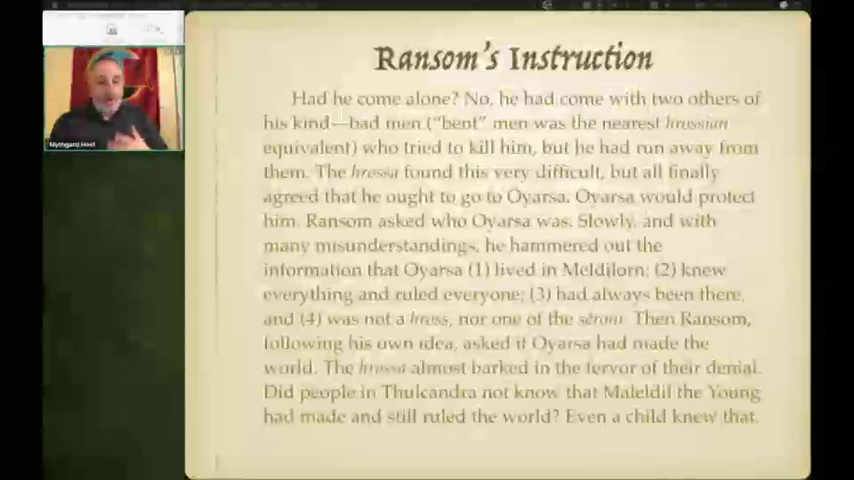 Ransom's Instruction
Had he come alone? No, he had come with two others of
his kind—bad men ("bent" men was the nearest hrossian
equivalent) who tried to kill him, but he had run away from
them. The hrossa found this very difficult, but all finally
agreed that he ought to go to Oyarsa. Oyarsa would protect
him. Ransom asked who Oyarsa was. Slowly, and with
many misunderstandings, he hammered out the
information that Oyarsa (1) lived in Meldilorn; (2) knew
everything and ruled everyone; (3) had always been there,
and (4) was not a hross, nor one of the séroni. Then Ransom,
following his own idea, asked if Oyarsa had made the
world. The hrossa almost barked in the fervor of their denial.
Did people in Thulcandra not know that Maleldil the Young
had made and still ruled the world? Even a child knew that.
Mythgard Host